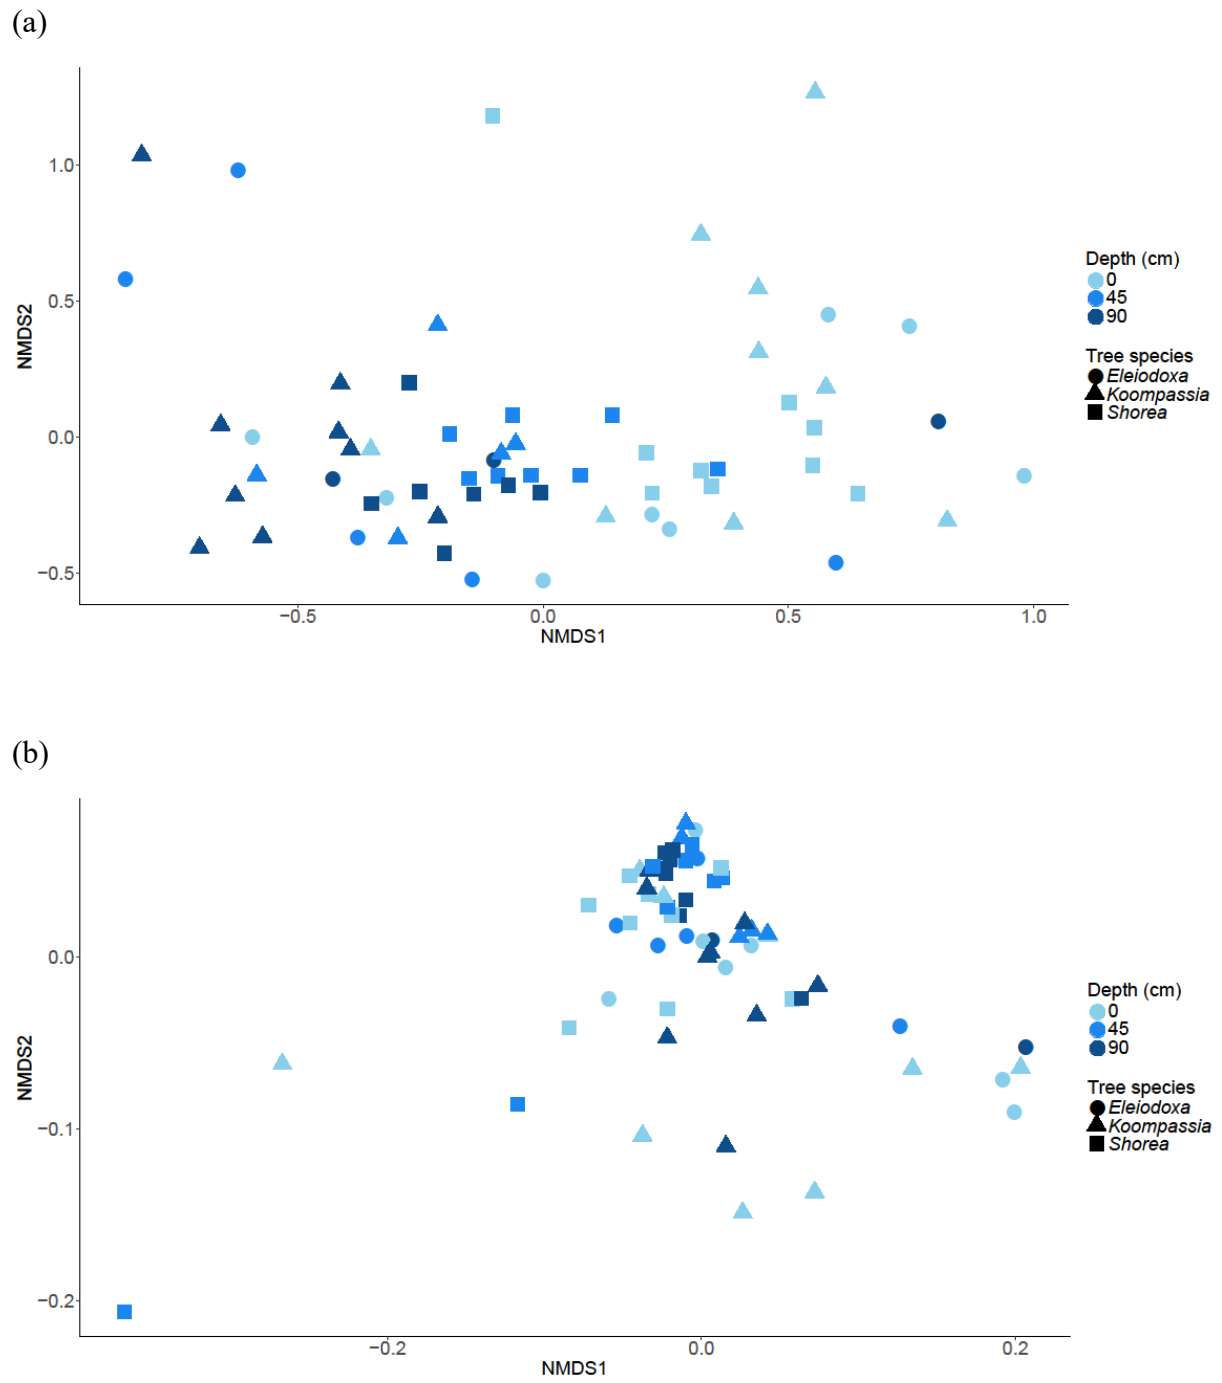 (a)
NMDS2
1.0
0.5
0.0
−0.5
−0.5
0.0
0.5
1.0
NMDS1
Depth (cm)
0
45
90
Tree species
Eleiodoxa
Koompassia
Shorea
(b)
NMDS2
0.0
−0.1
−0.2
−0.2
0.0
0.2
NMDS1
Depth (cm)
0
45
90
Tree species
Eleiodoxa
Koompassia
Shorea